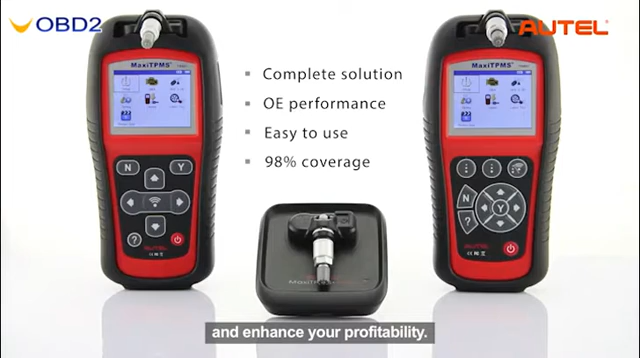 OBD2
AUTEL
MaxiTPMS
MaxiTPMS
Complete solution
OE performance
Easy to use
98% coverage
N
Y
?
AUTEL
N
Y
?
AUTEL
and enhance your profitability.